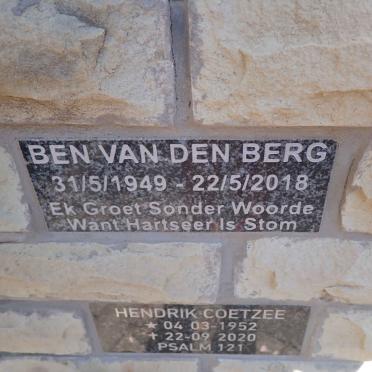 BEN VAN DEN BERG
31/5/1949 - 22/5/2018
Ek Groet Sonder Woorde
Want Hartseer Is Stom
HENDRIK COETZEE
★ 04-03-1952
✝ 22-09-2020
PSALM 121